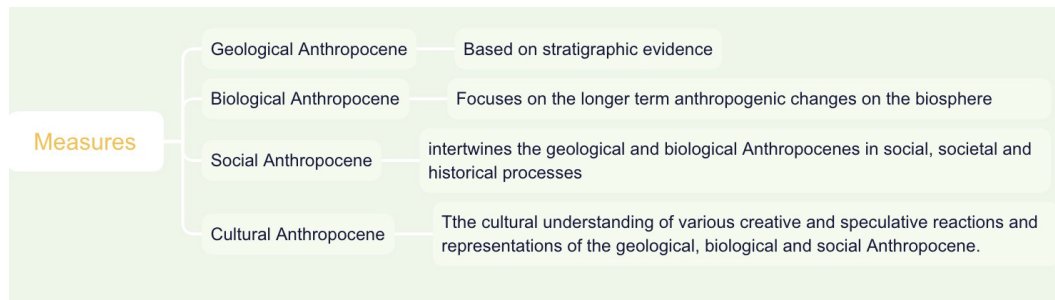 Measures
Geological Anthropocene
Based on stratigraphic evidence
Biological Anthropocene
Focuses on the longer term anthropogenic changes on the biosphere
Social Anthropocene
intertwines the geological and biological Anthropocenes in social, societal and
historical processes
Cultural Anthropocene
Tthe cultural understanding of various creative and speculative reactions and
representations of the geological, biological and social Anthropocene.